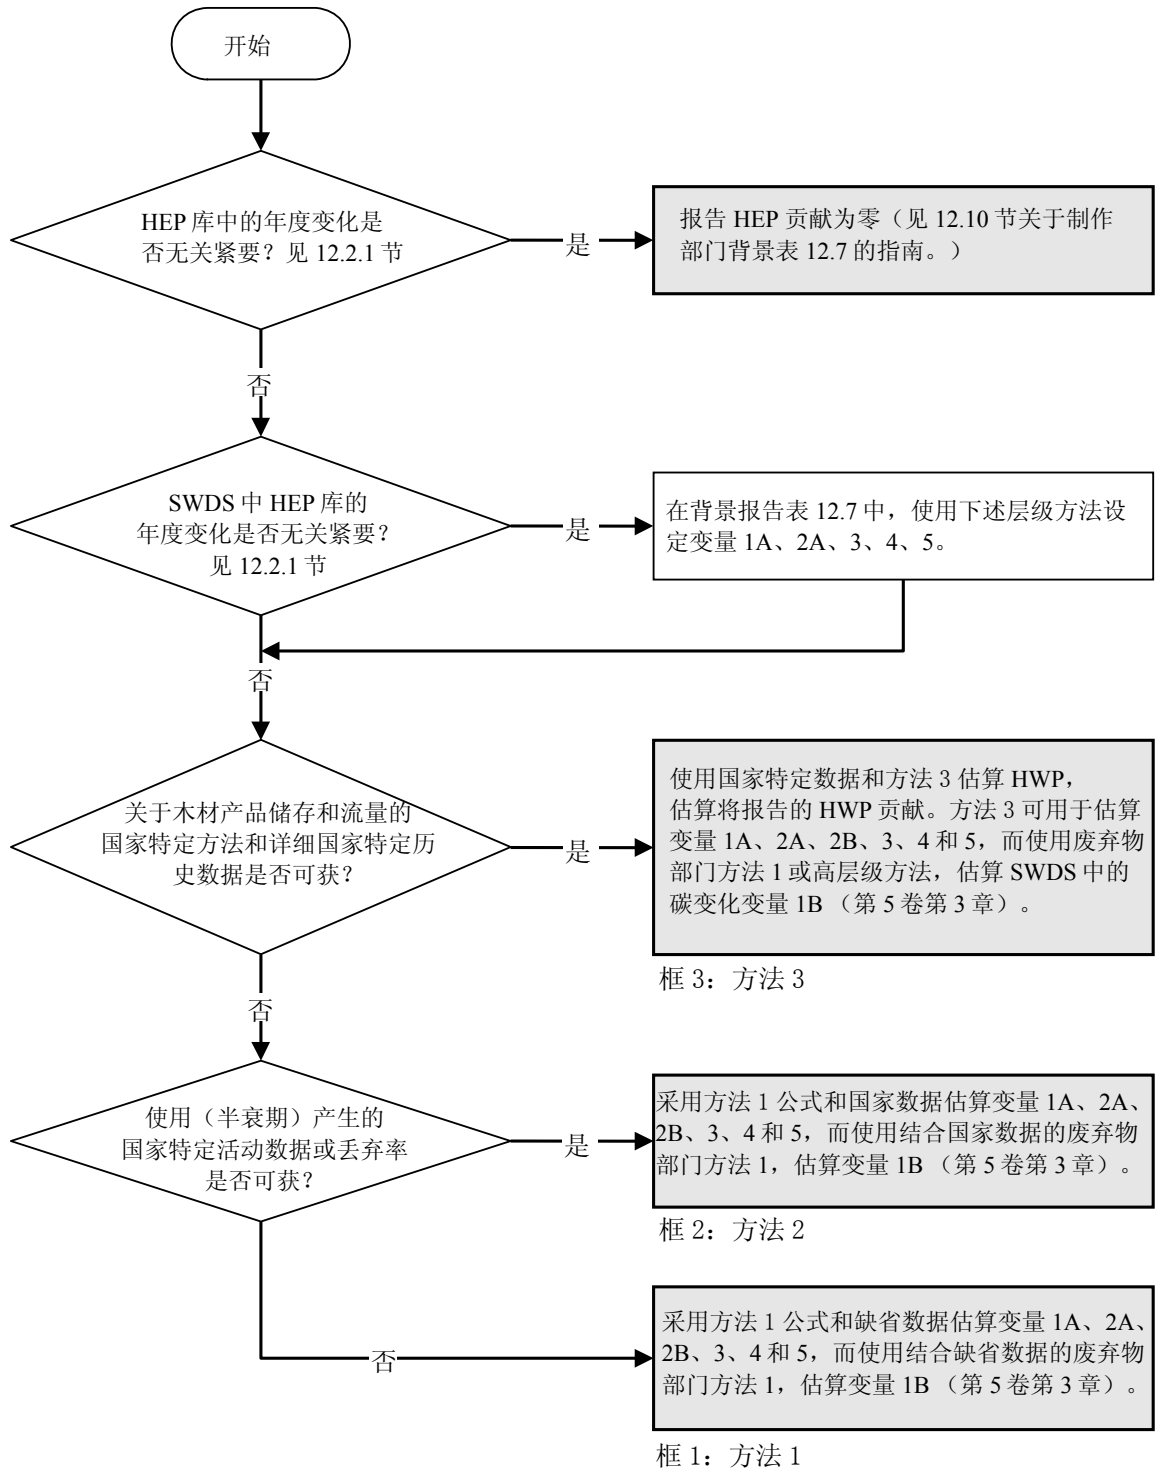 开始
HEP 库中的年度变化是
否无关紧要？见 12.2.1 节
是
报告 HEP 贡献为零（见 12.10 节关于制作
部门背景表 12.7 的指南。）
否
SWDS 中 HEP 库的
年度变化是否无关紧要？
见 12.2.1 节
是
在背景报告表 12.7 中，使用下述层级方法设
定变量 1A、2A、3、4、5。
否
关于木材产品储存和流量的
国家特定方法和详细国家特定历
史数据是否可获？
是
使用国家特定数据和方法 3 估算 HWP，
估算将报告的 HWP 贡献。方法 3 可用于估算
变量 1A、2A、2B、3、4 和 5，而使用废弃物
部门方法 1 或高层级方法，估算 SWDS 中的
碳变化变量 1B （第 5 卷第 3 章）。
框 3：方法 3
否
使用（半衰期）产生的
国家特定活动数据或丢弃率
是否可获？
是
采用方法 1 公式和国家数据估算变量 1A、2A、
2B、3、4 和 5，而使用结合国家数据的废弃物
部门方法 1，估算变量 1B （第 5 卷第 3 章）。
框 2：方法 2
否
采用方法 1 公式和缺省数据估算变量 1A、2A、
2B、3、4 和 5，而使用结合缺省数据的废弃物
部门方法 1，估算变量 1B （第 5 卷第 3 章）。
框 1：方法 1